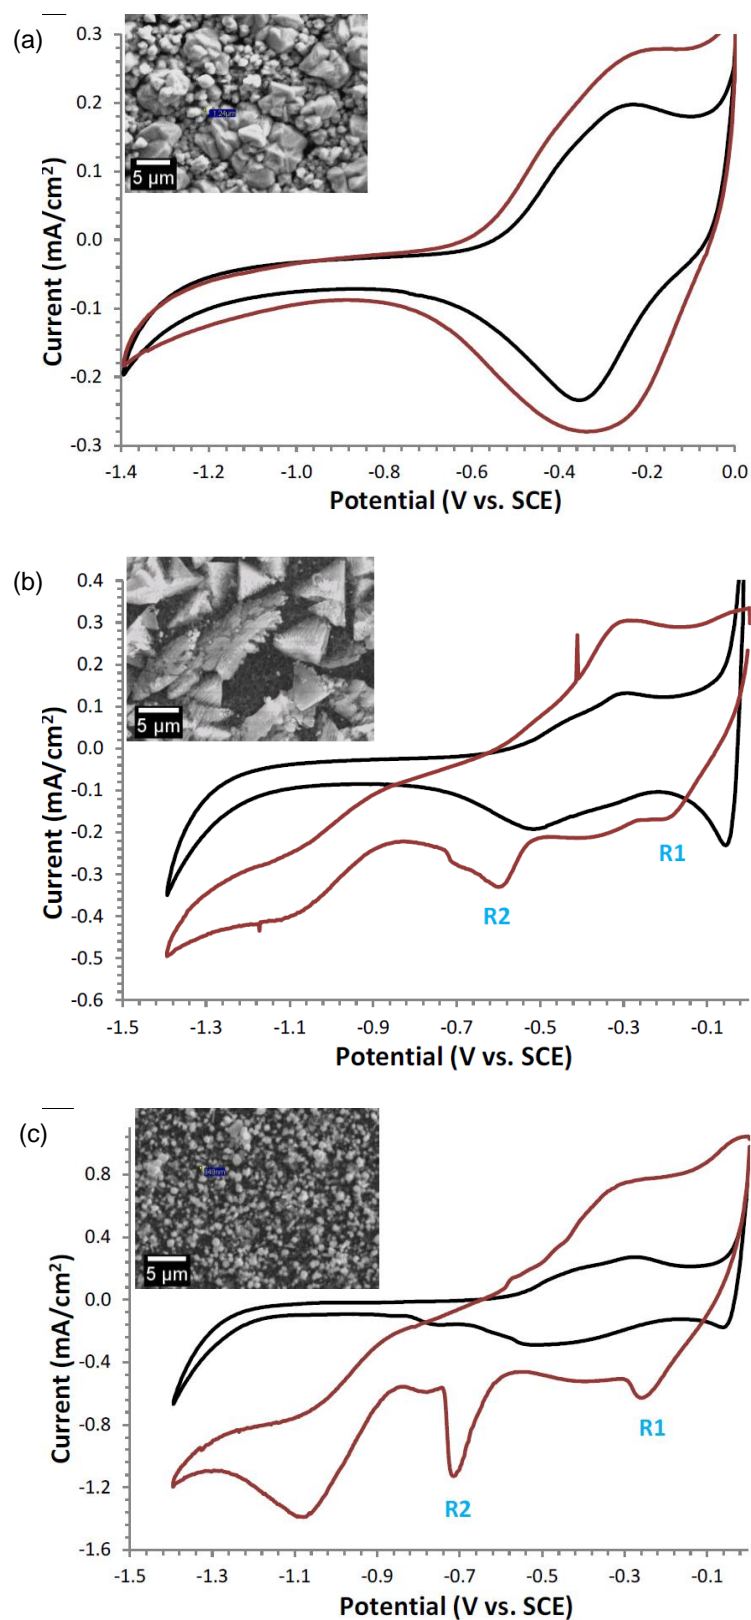 (a)
0.3
0.2
0.1
0.0
-0.1
-0.2
-0.3
Current (mA/cm²)
1.24µm
5 µm
-1.4 -1.2 -1.0 -0.8 -0.6 -0.4 -0.2 0.0
Potential (V vs. SCE)
(b)
0.4
0.3
0.2
0.1
0.0
-0.1
-0.2
-0.3
-0.4
-0.5
-0.6
Current (mA/cm²)
5 µm
R1
R2
-1.5 -1.3 -1.1 -0.9 -0.7 -0.5 -0.3 -0.1
Potential (V vs. SCE)
(c)
0.8
0.4
0.0
-0.4
-0.8
-1.2
-1.6
Current (mA/cm²)
5 µm
R1
R2
-1.5 -1.3 -1.1 -0.9 -0.7 -0.5 -0.3 -0.1
Potential (V vs. SCE)